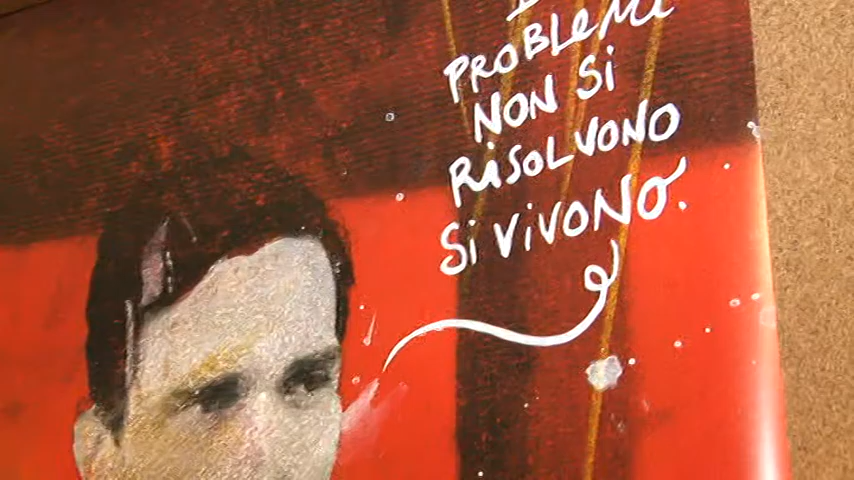 I
PROBLEMI
NON Si
RiSOLVONO
Si ViVONO.